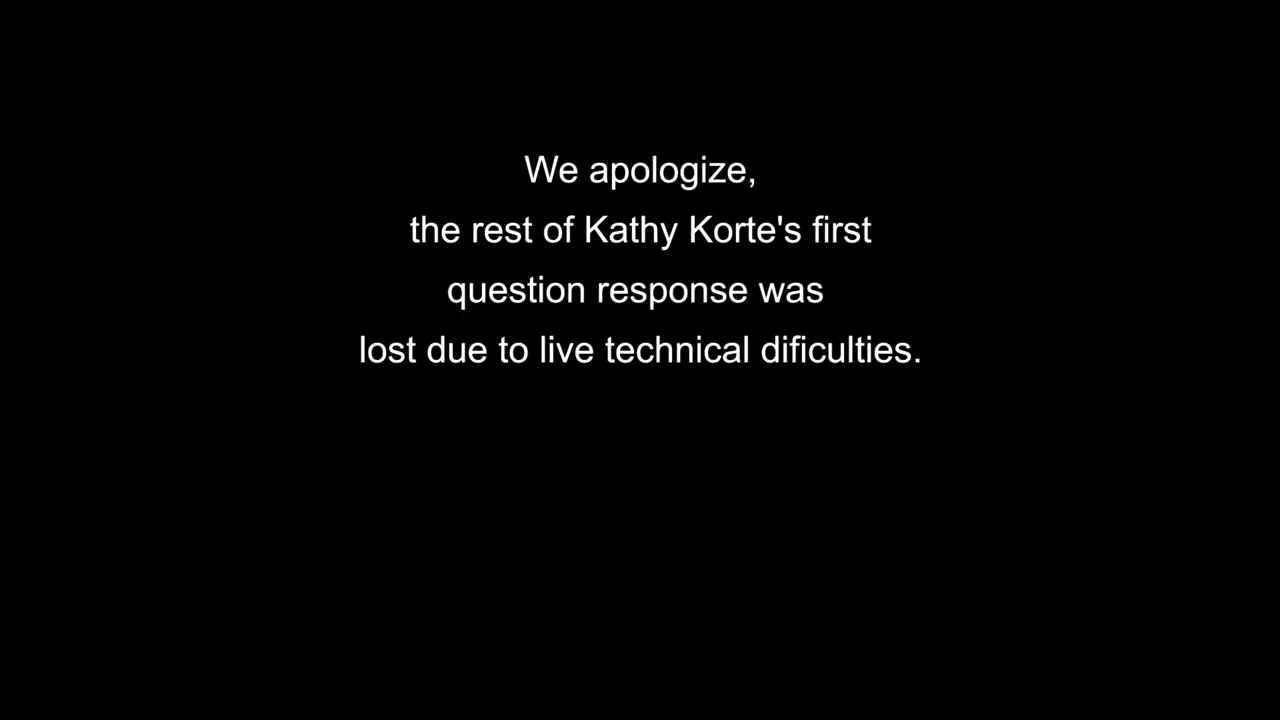 We apologize,
the rest of Kathy Korte's first
question response was
lost due to live technical dificulties.